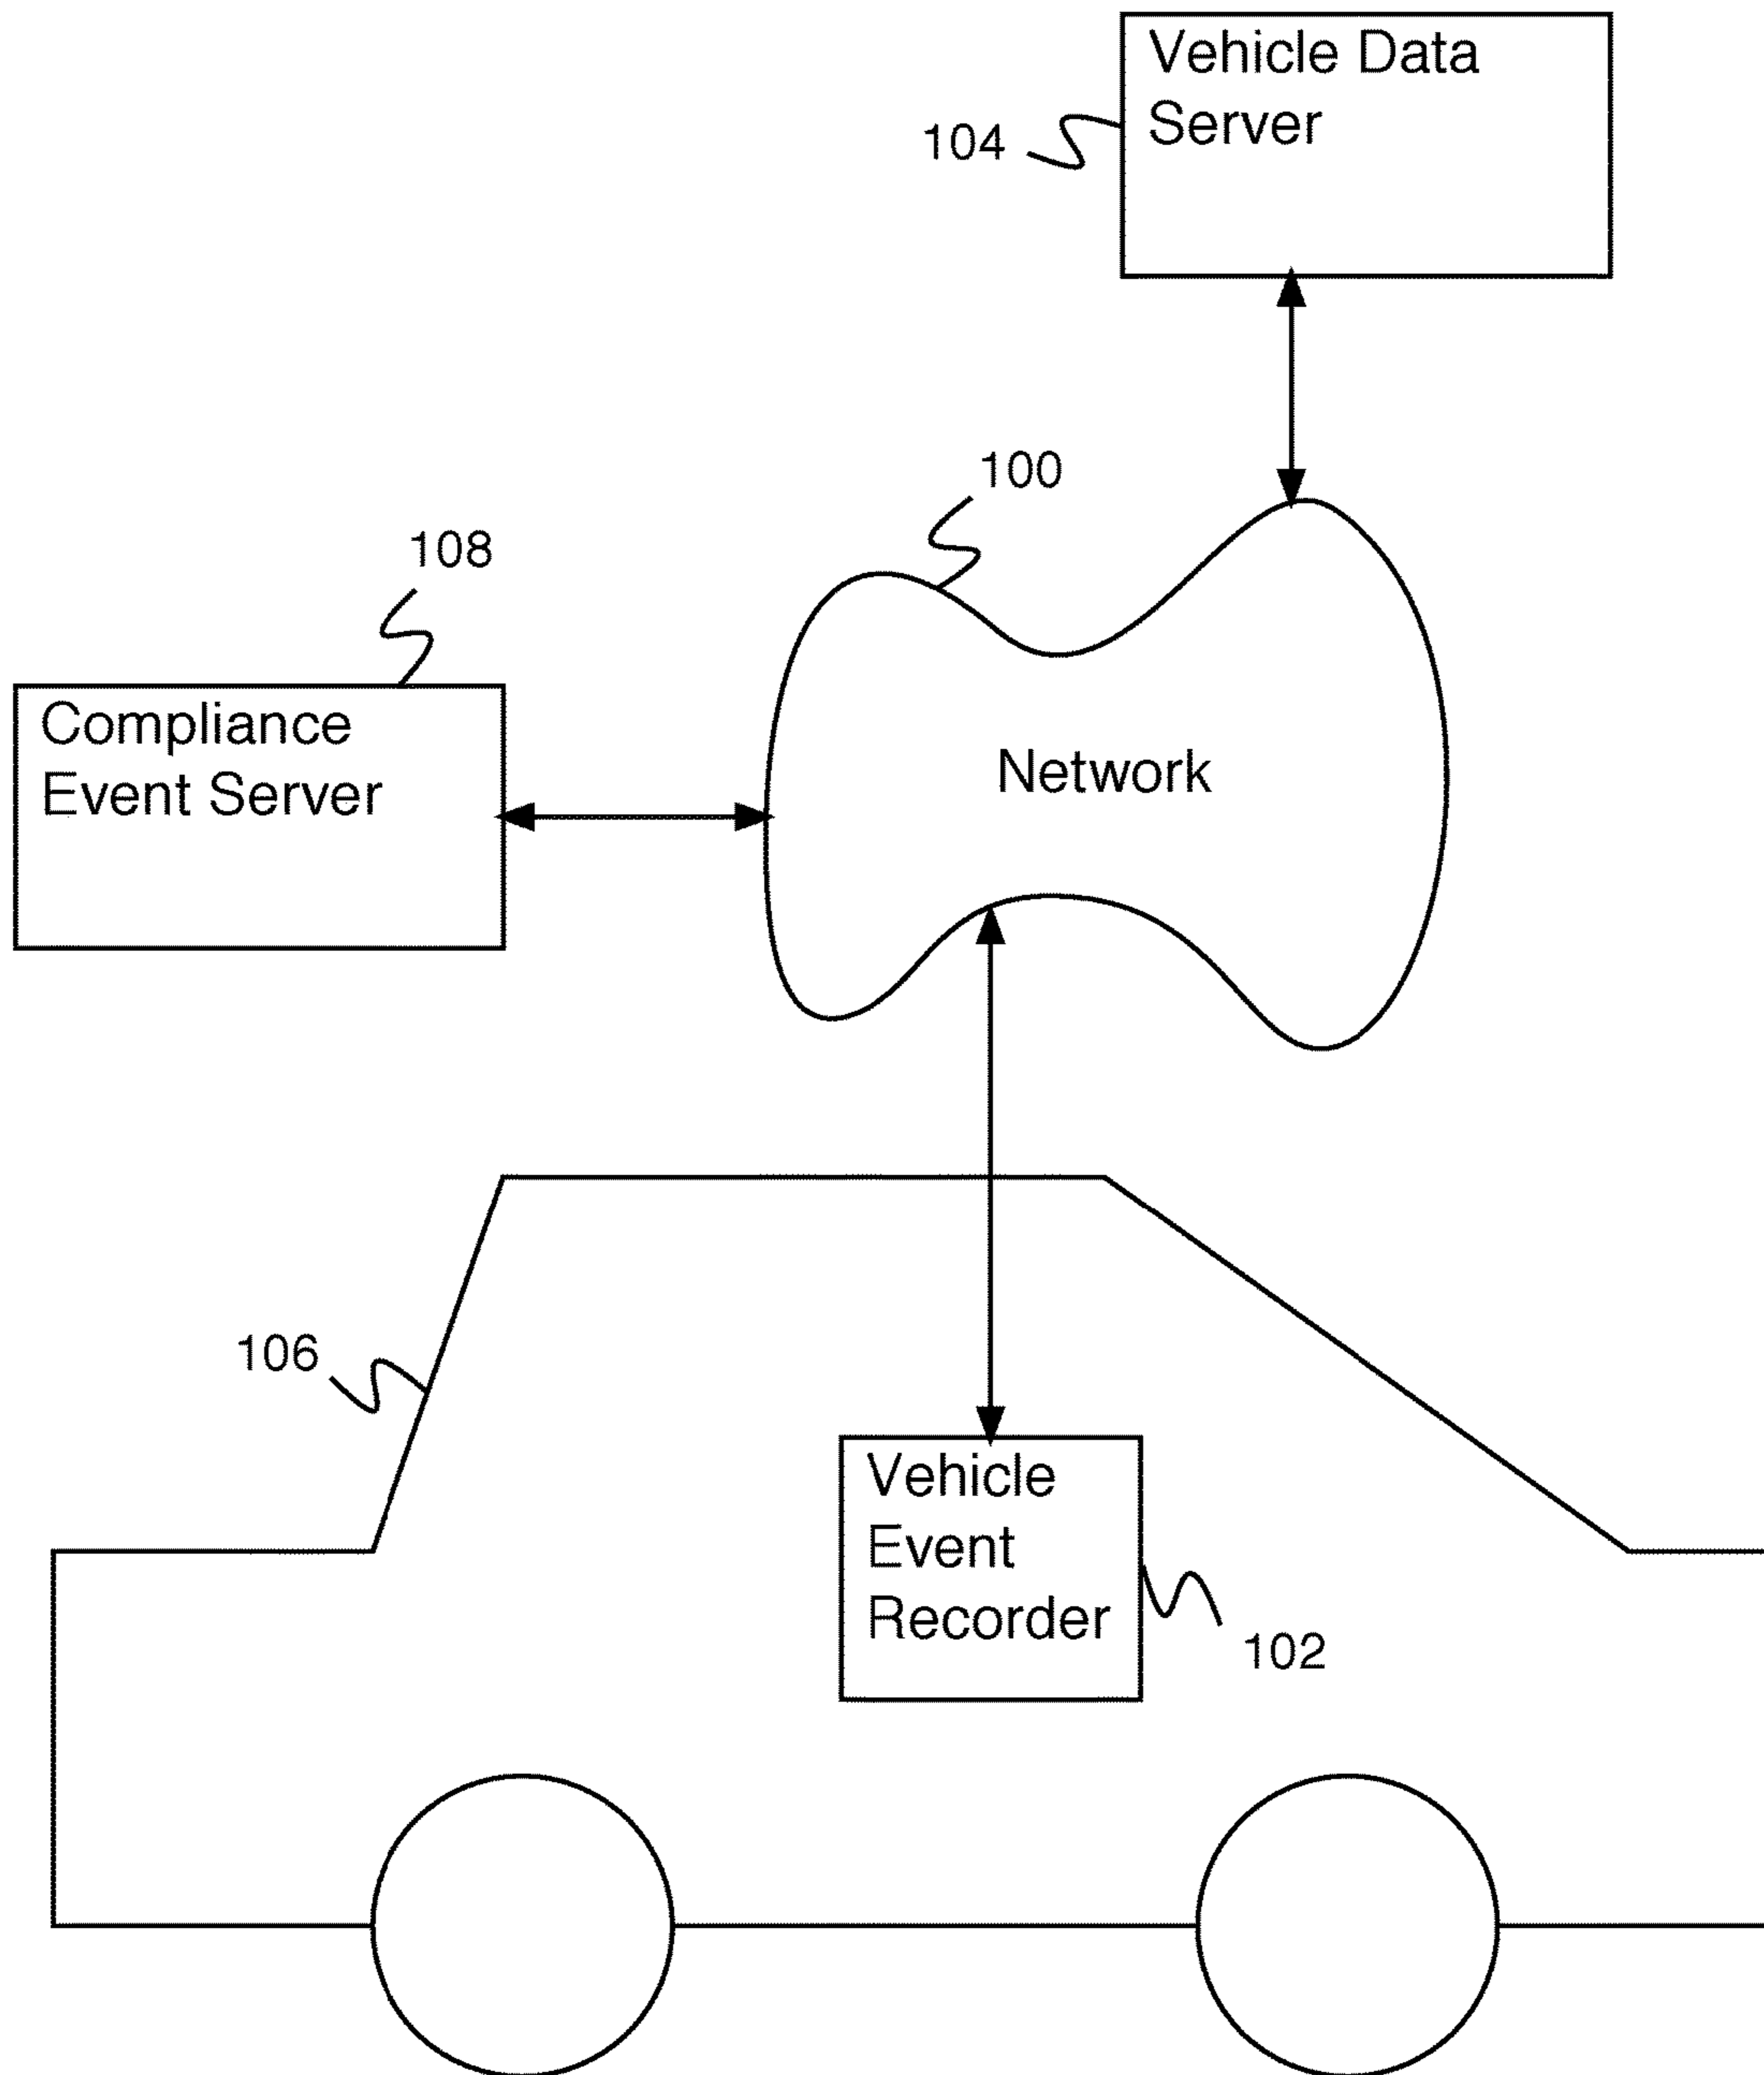 Vehicle Data
Server
104
100
108
Compliance
Event Server
Network
106
Vehicle
Event
Recorder
102